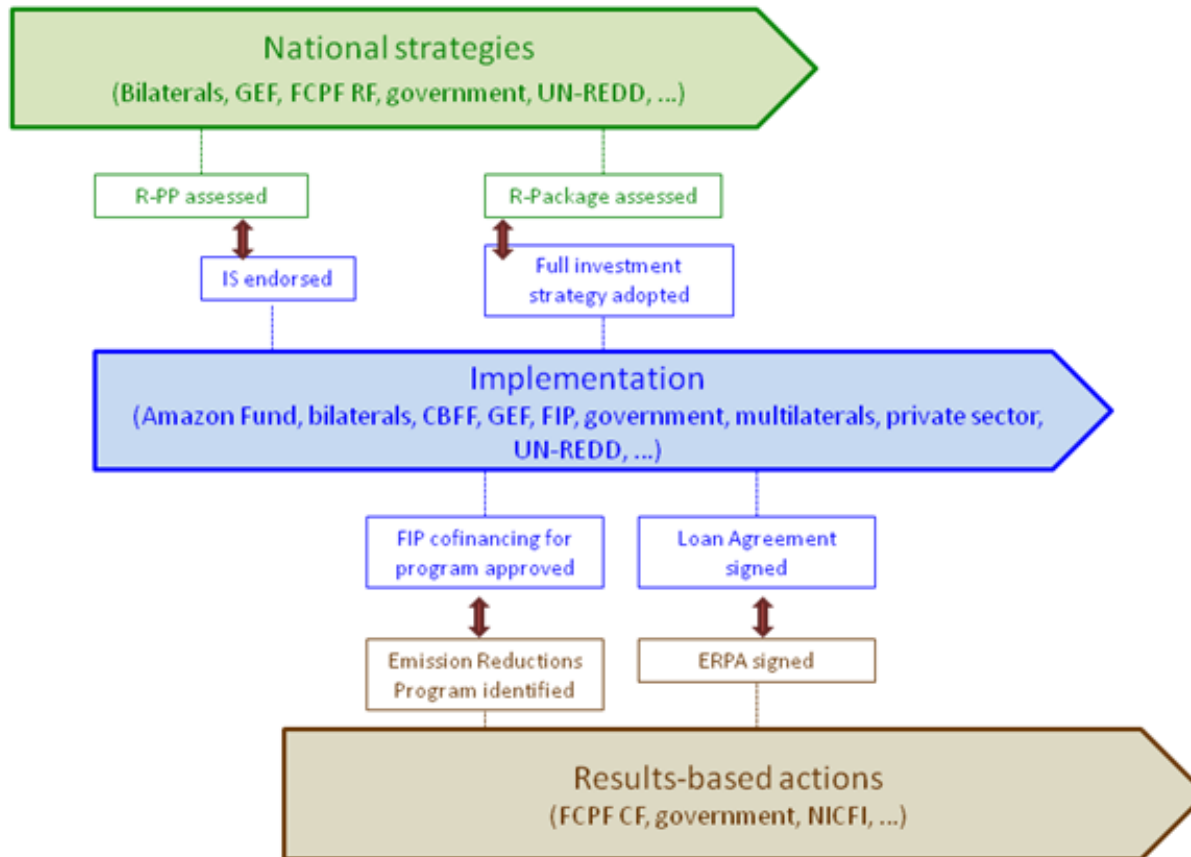 National strategies
(Bilaterals, GEF, FCPF RF, government, UN-REDD, ...)
R-PP assessed
R-Package assessed
IS endorsed
Full investment
strategy adopted
Implementation
(Amazon Fund, bilaterals, CBFF, GEF, FIP, government, multilaterals, private sector,
UN-REDD, ...)
FIP cofinancing for
program approved
Loan Agreement
signed
Emission Reductions
Program identified
ERPA signed
Results-based actions
(FCPF CF, government, NICFI, ...)